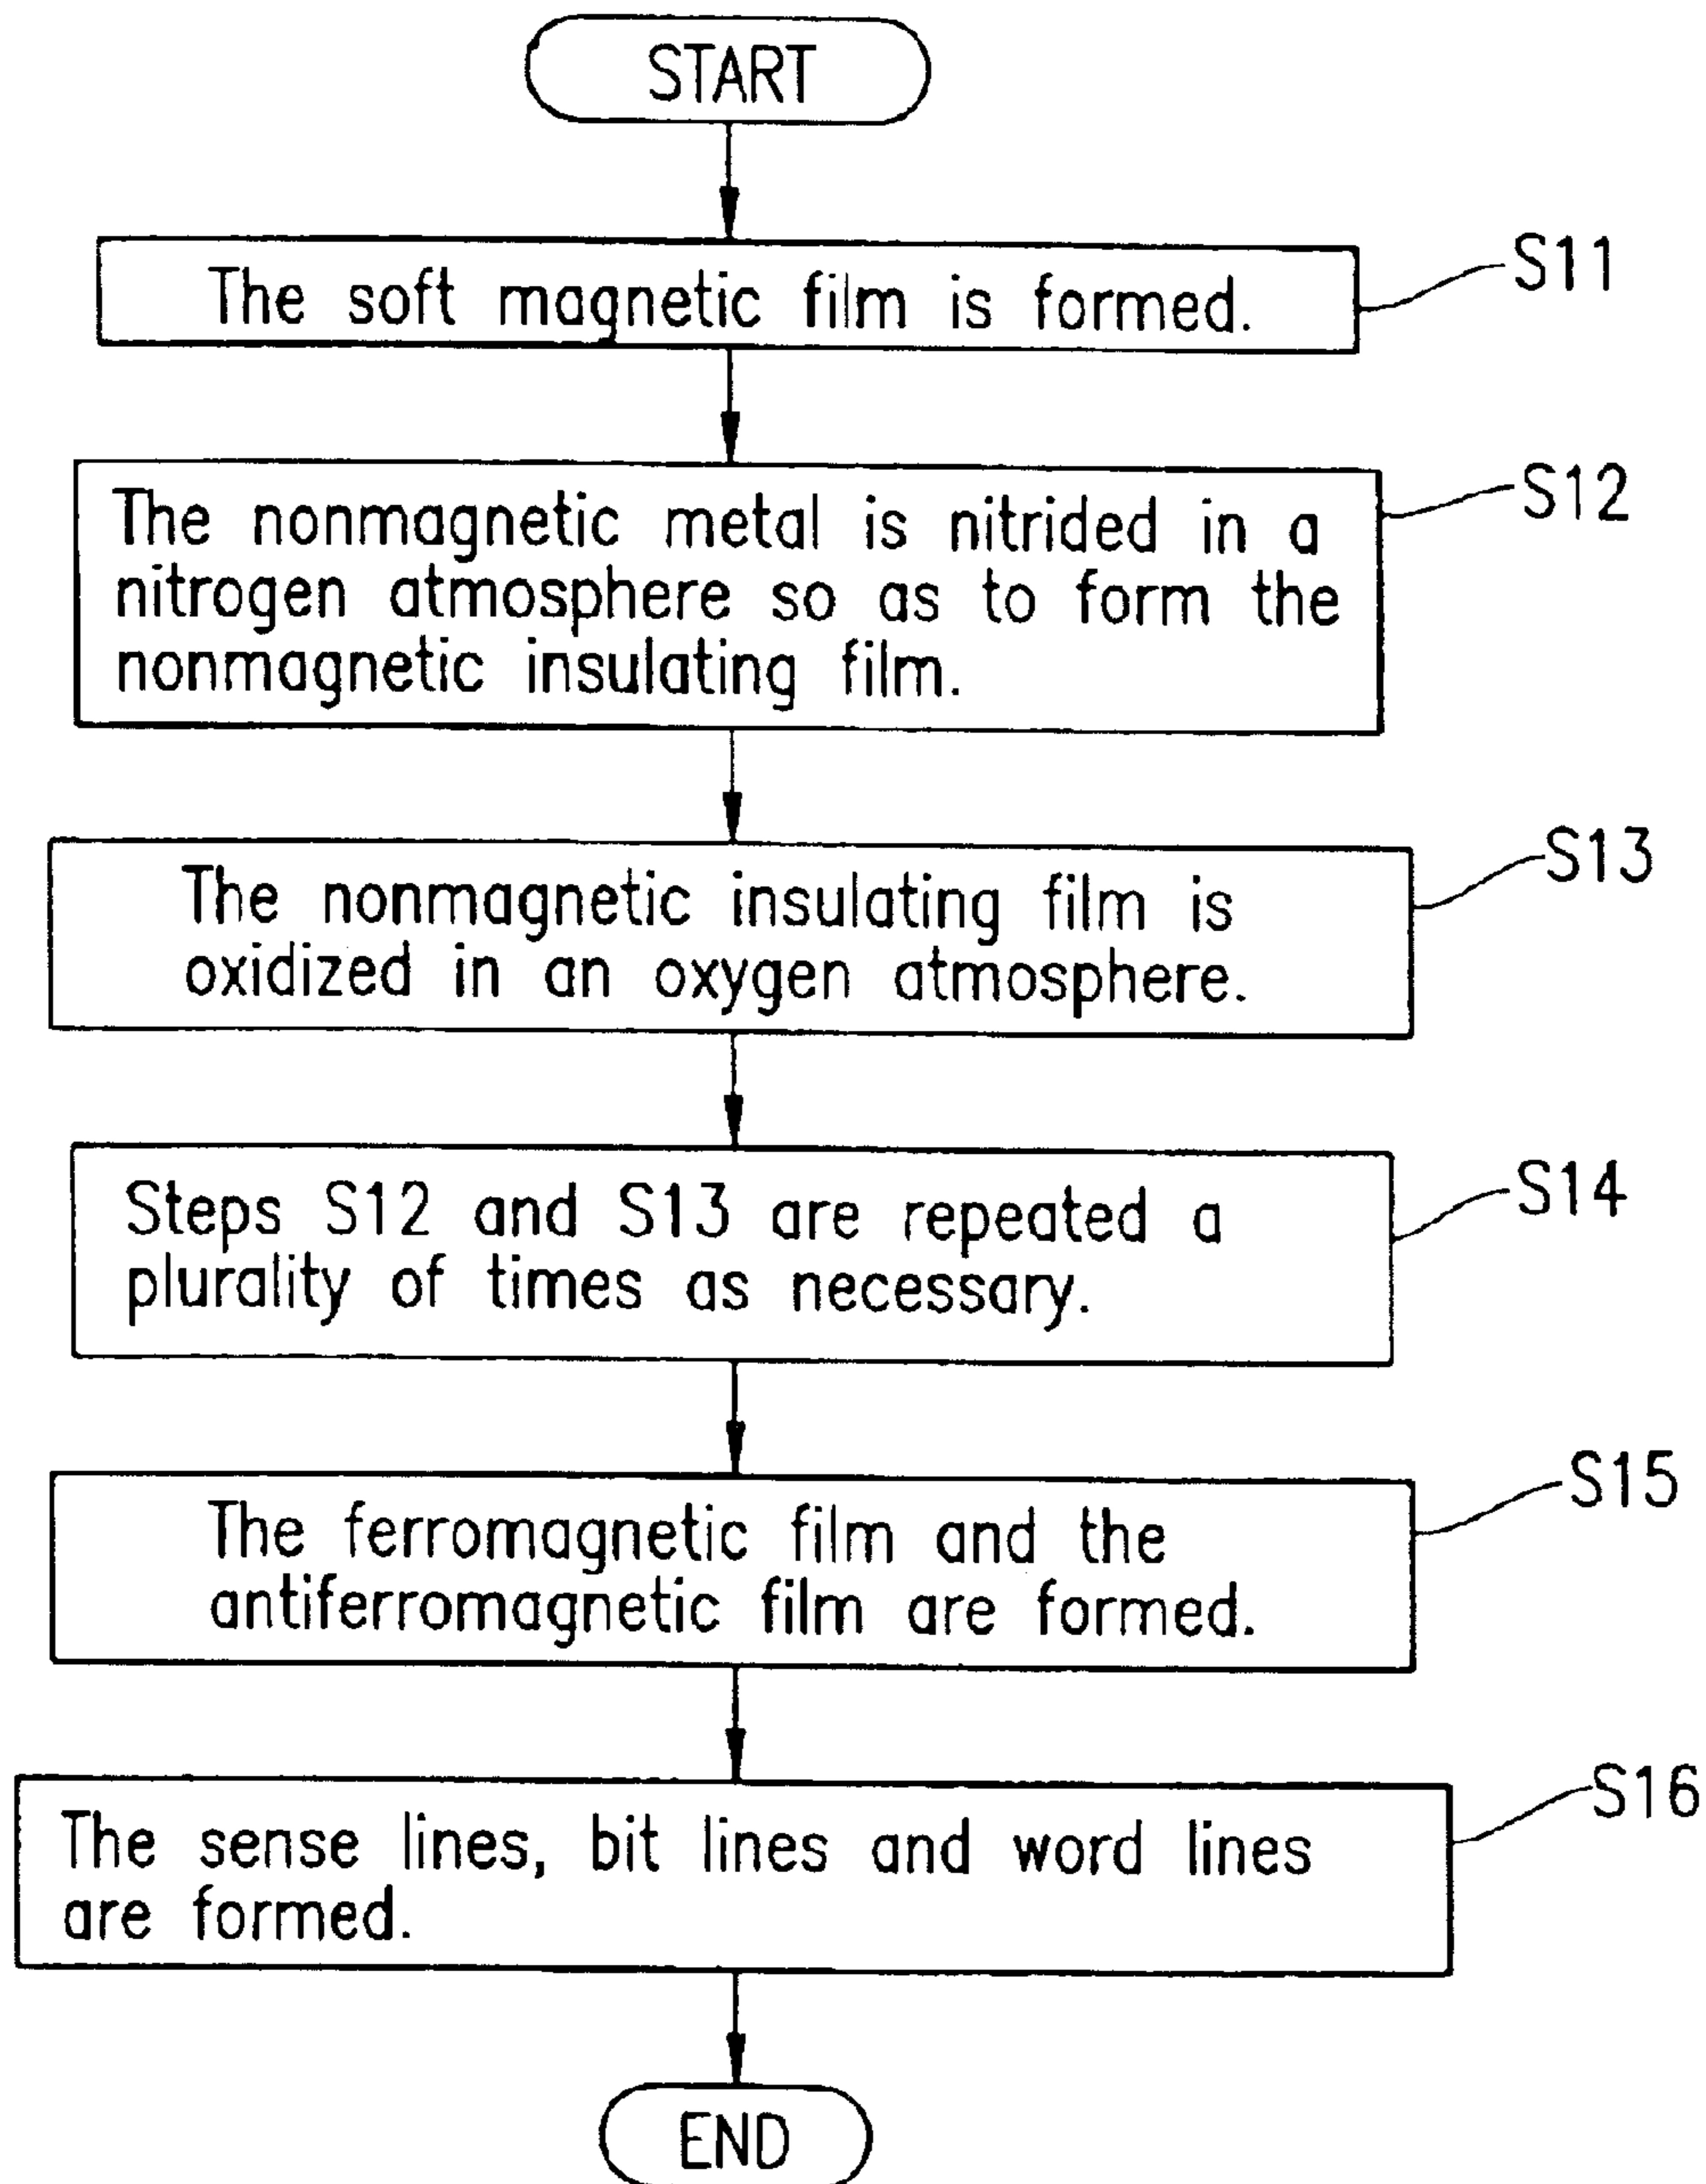 START
The soft magnetic film is formed.
S11
The nonmagnetic metal is nitrided in a
nitrogen atmosphere so as to form the
nonmagnetic insulating film.
S12
The nonmagnetic insulating film is
oxidized in an oxygen atmosphere.
S13
Steps S12 and S13 are repeated a
plurality of times as necessary.
S14
The ferromagnetic film and the
antiferromagnetic film are formed.
S15
The sense lines, bit lines and word lines
are formed.
S16
END